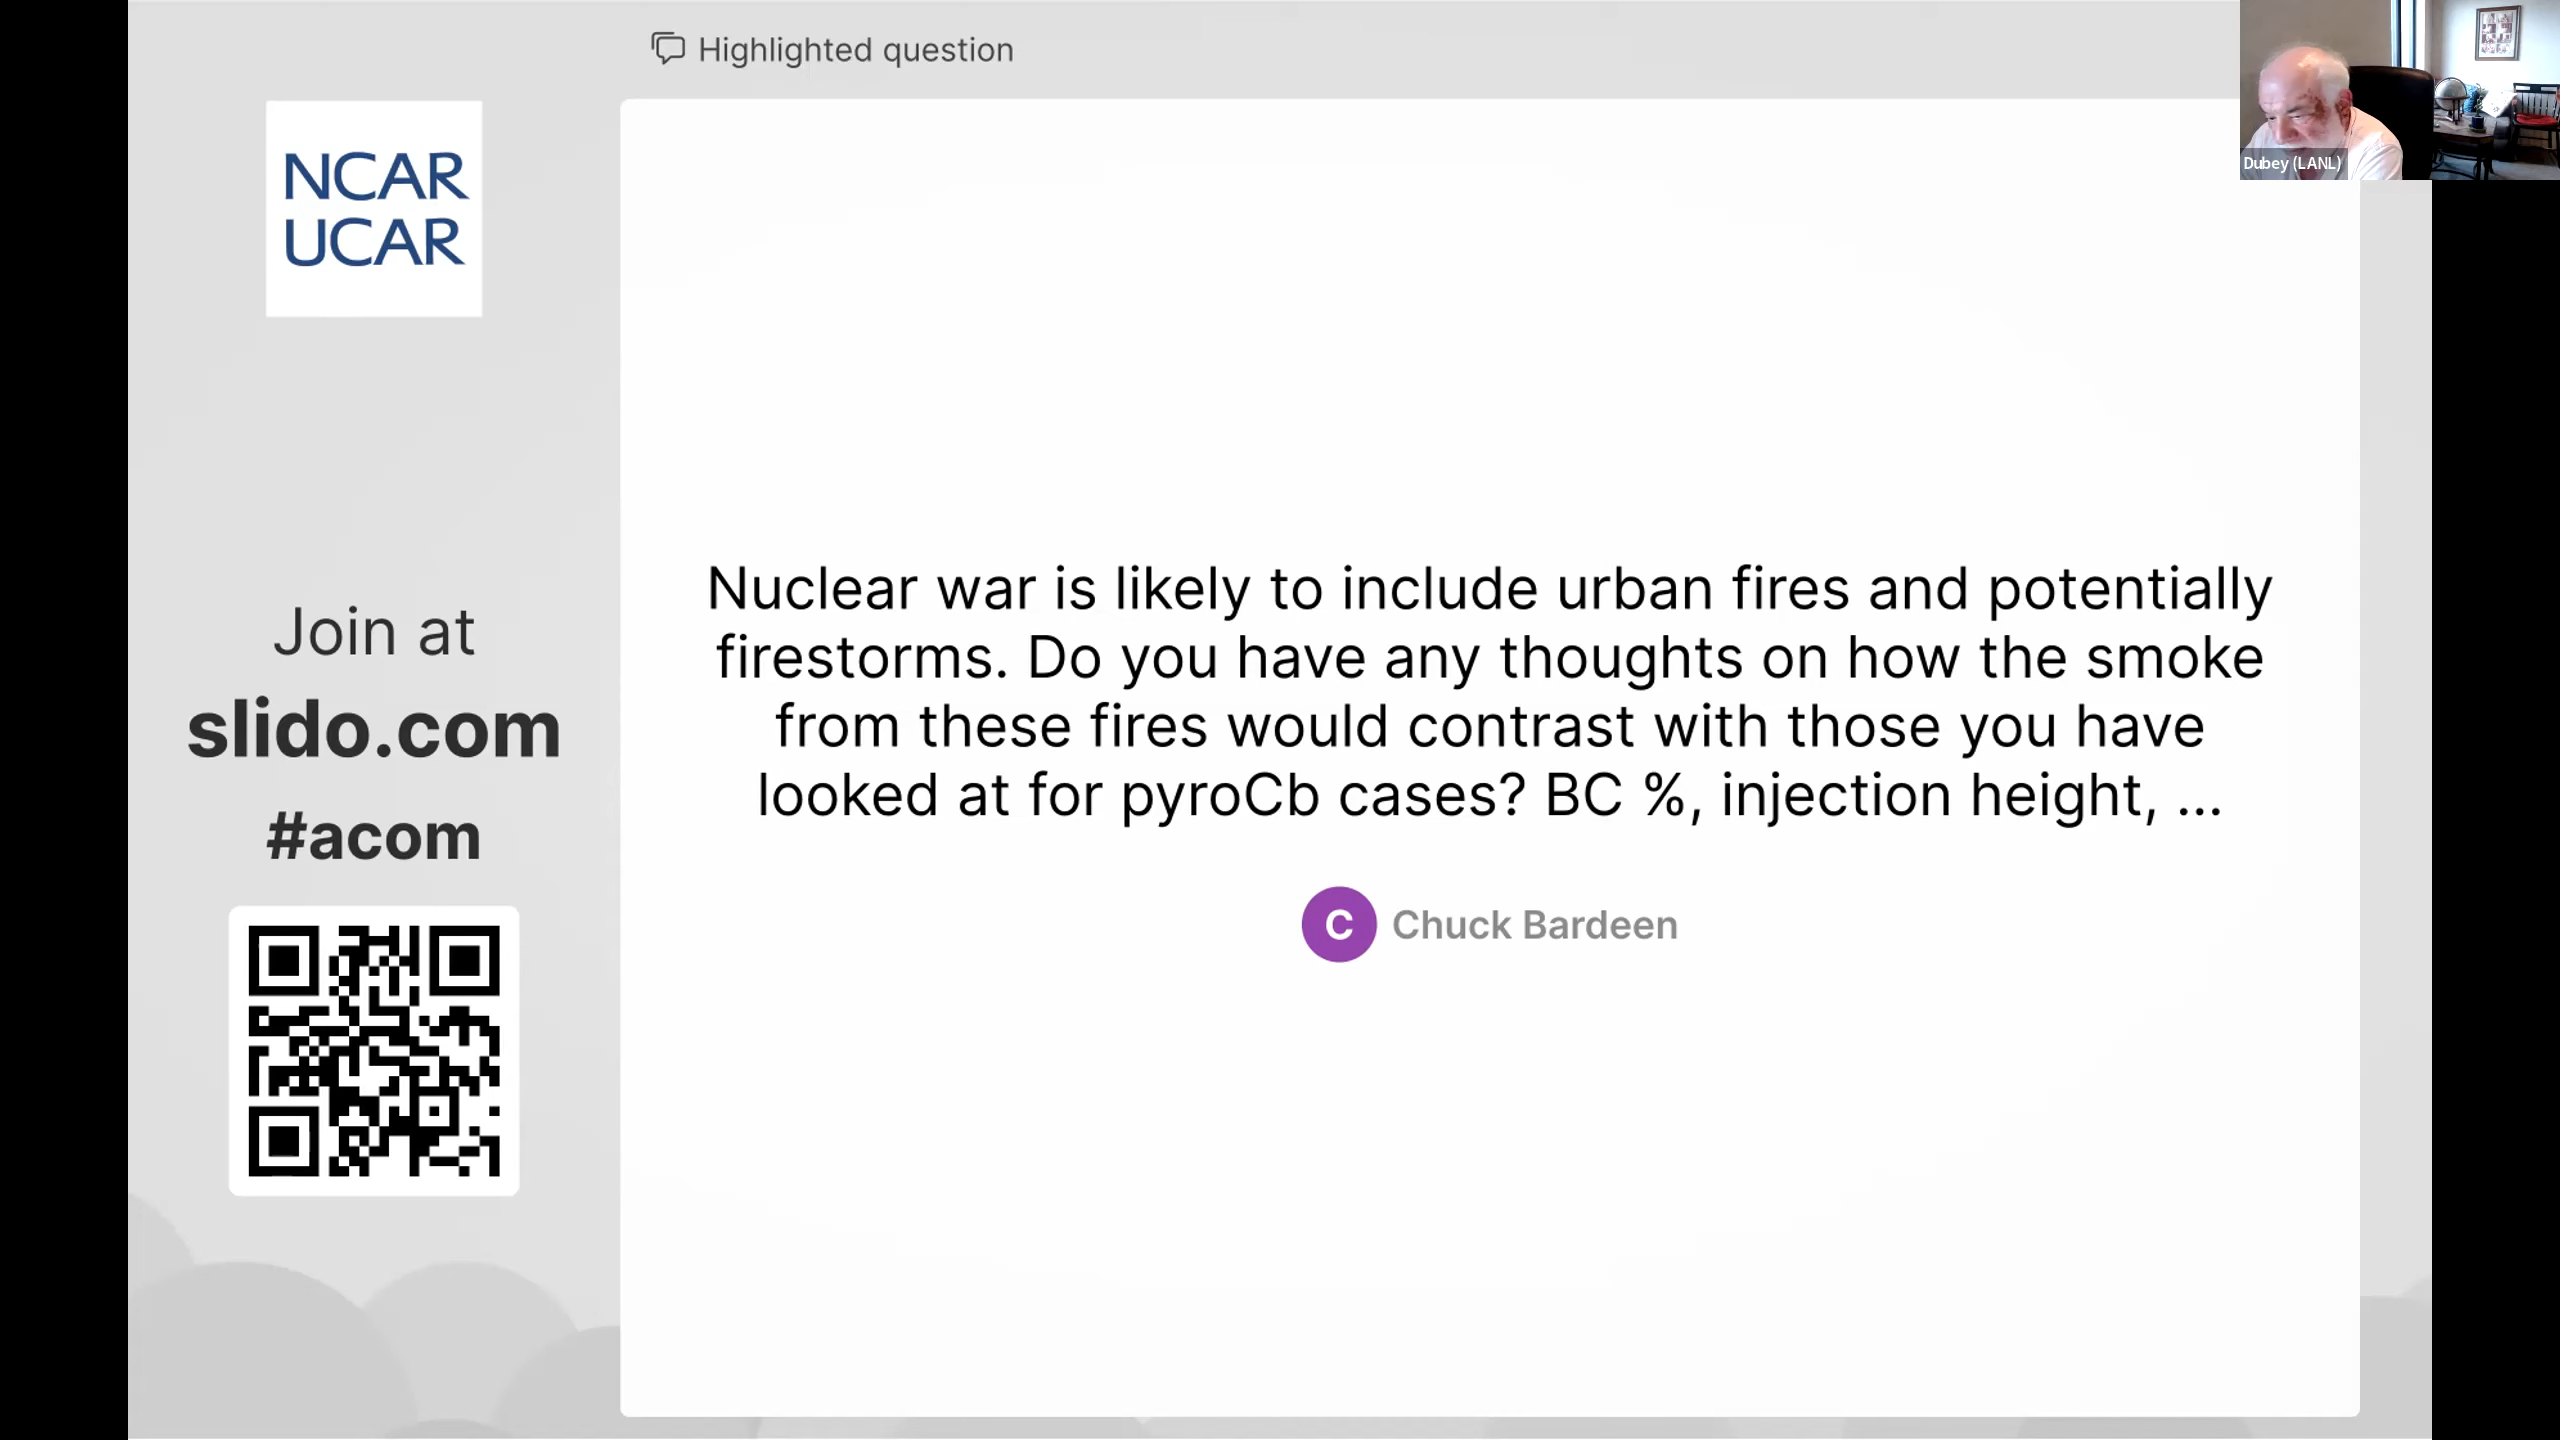 Highlighted question
NCAR
UCAR
Join at
slido.com
#acom
Nuclear war is likely to include urban fires and potentially
firestorms. Do you have any thoughts on how the smoke
from these fires would contrast with those you have
looked at for pyroCb cases? BC %, injection height, ...
C Chuck Bardeen
Dubey (LANL)